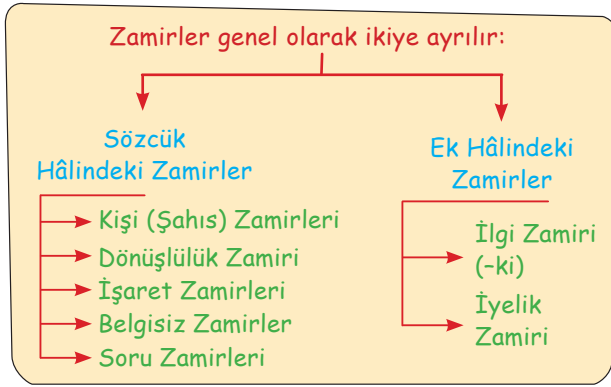 Zamirler genel olarak ikiye ayrılır:
Sözcük
Hâlindeki Zamirler
Kişi (Şahıs) Zamirleri
Dönüşlülük Zamiri
İşaret Zamirleri
Belgisiz Zamirler
Soru Zamirleri
Ek Hâlindeki
Zamirler
İlgi Zamiri
(–ki)
İyelik
Zamiri